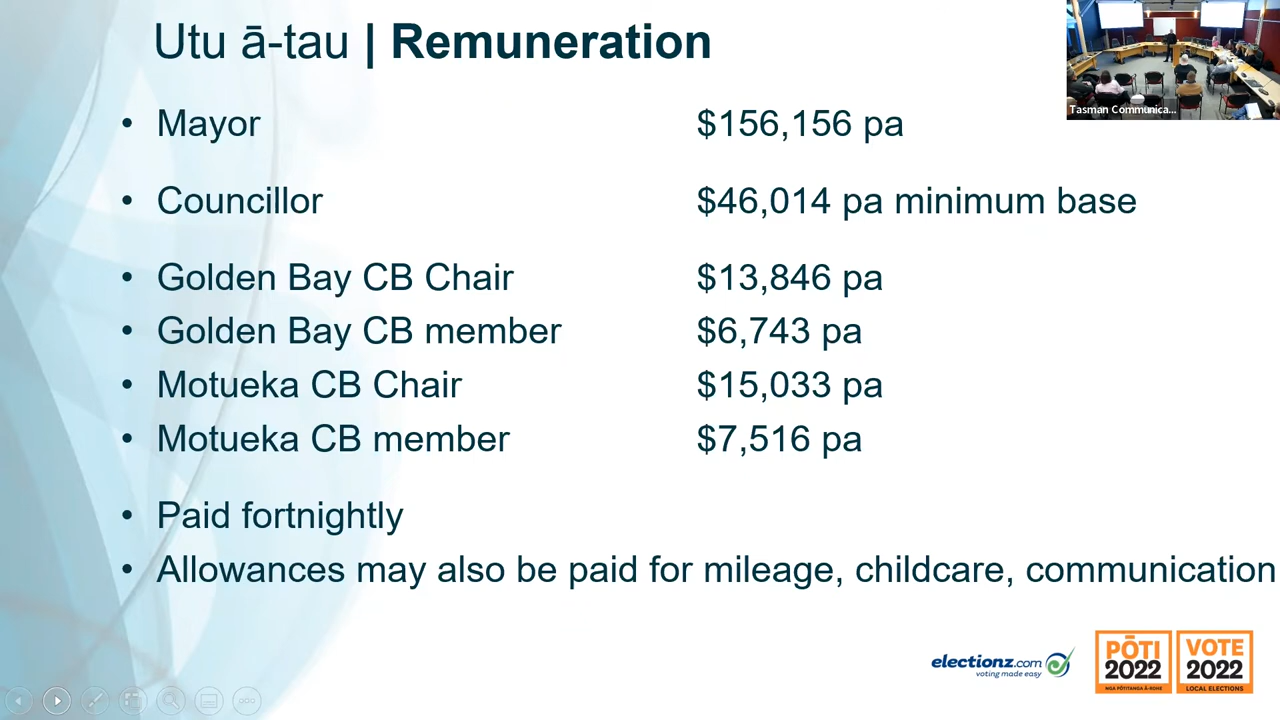 Utu ā-tau | Remuneration
• Mayor $156,156 pa
• Councillor $46,014 pa minimum base
• Golden Bay CB Chair $13,846 pa
• Golden Bay CB member $6,743 pa
• Motueka CB Chair $15,033 pa
• Motueka CB member $7,516 pa
• Paid fortnightly
• Allowances may also be paid for mileage, childcare, communication
Tasman Communica...
electionz.com
voting made easy
PŌTI
2022
NGA PŌTITANGA Ā-ROHE
VOTE
2022
LOCAL ELECTIONS